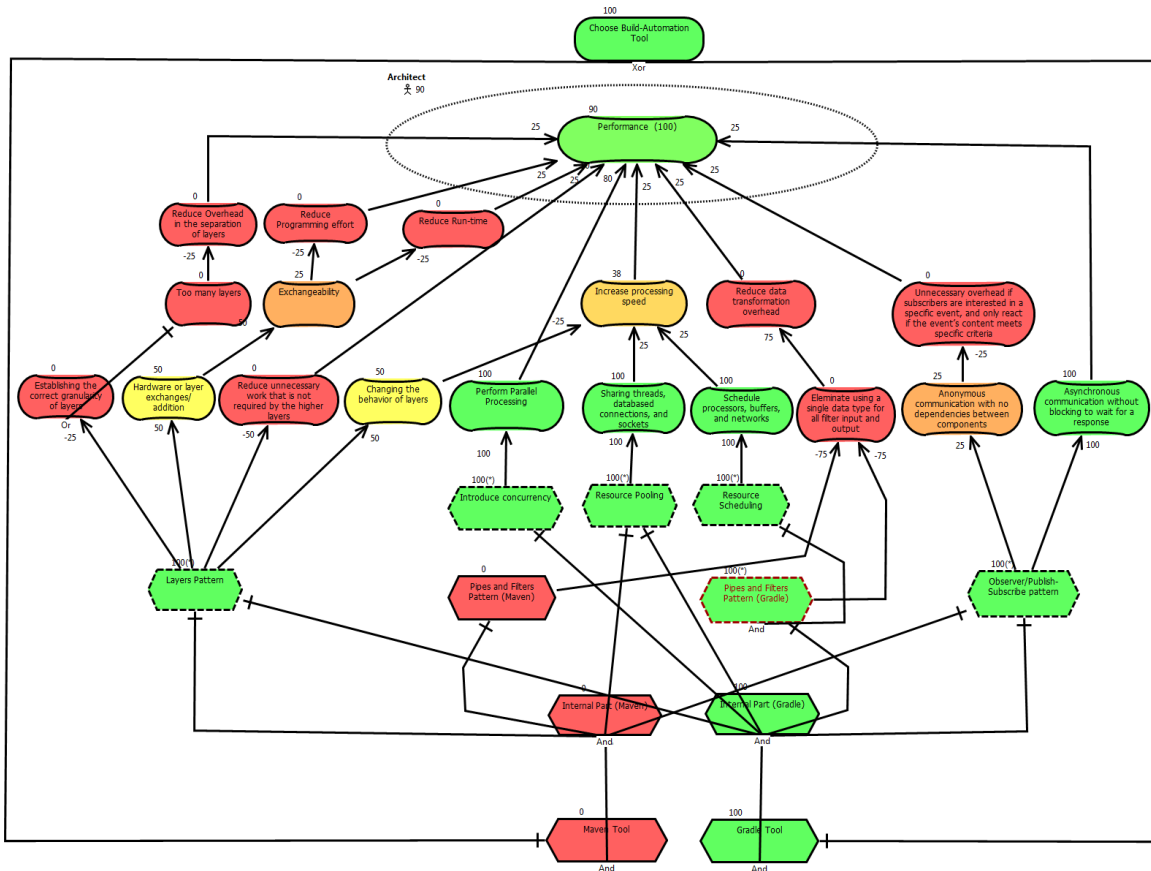 100
Choose Build-Automation
Tool
Xor
Architect
90
90
Performance (100)
25
25
25
25
80
25
25
25
0
Reduce Overhead
in the separation
of layers
-25
0
Reduce
Programming effort
-25
0
Reduce Run-time
-25
0
Too many layers
25
Exchangeability
50
38
Increase processing
speed
-25
25
25
0
Reduce data
transformation
overhead
75
0
Unnecessary overhead if
subscribers are interested in a
specific event, and only react
if the event's content meets
specific criteria
-25
0
Establishing the
correct granularity
of layers
Or
-25
50
Hardware or layer
exchanges/
addition
50
0
Reduce unnecessary
work that is not
required by the higher
layers
-50
50
Changing the
behavior of layers
50
100
Perform Parallel
Processing
100
100
Sharing threads,
databased
connections, and
sockets
100
100
Schedule
processors, buffers,
and networks
100
0
Eleminate using a
single data type for
all filter input and
output
-75
-75
25
Anonymous
communication with no
dependencies between
components
25
100
Asynchronous
communication without
blocking to wait for a
response
100
100(*)
Introduce concurrency
100(*)
Resource Pooling
100(*)
Resource
Scheduling
100(*)
Layers Pattern
0
Pipes and Filters
Pattern (Maven)
100(*)
Pipes and Filters
Pattern (Gradle)
And
100(*)
Observer/Publish-
Subscribe pattern
0
Internal Part (Maven)
And
100
Internal Part (Gradle)
And
0
Maven Tool
And
100
Gradle Tool
And